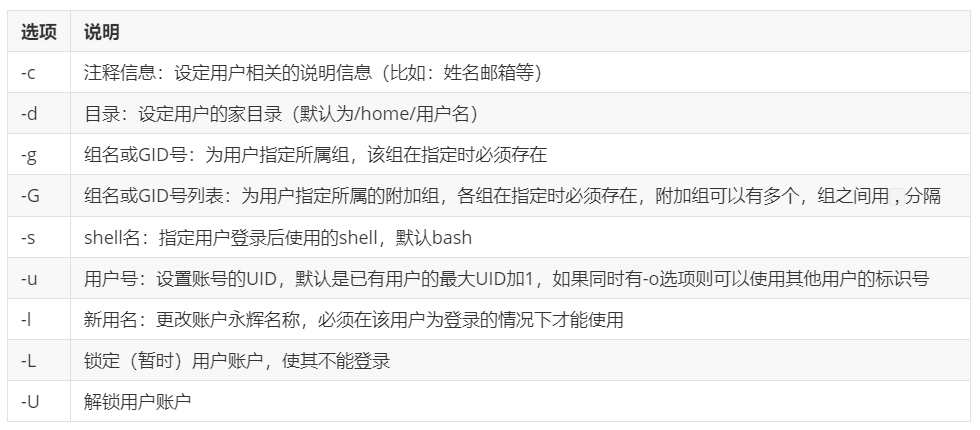 选项 说明
-c 注释信息：设定用户相关的说明信息（比如：姓名邮箱等）
-d 目录：设定用户的家目录（默认为/home/用户名）
-g 组名或GID号：为用户指定所属组，该组在指定时必须存在
-G 组名或GID号列表：为用户指定所属的附加组，各组在指定时必须存在，附加组可以有多个，组之间用 , 分隔
-s shell名：指定用户登录后使用的shell，默认bash
-u 用户号：设置账号的UID，默认是已有用户的最大UID加1，如果同时有-o选项则可以使用其他用户的标识号
-l 新用名：更改账户永辉名称，必须在该用户为登录的情况下才能使用
-L 锁定（暂时）用户账户，使其不能登录
-U 解锁用户账户